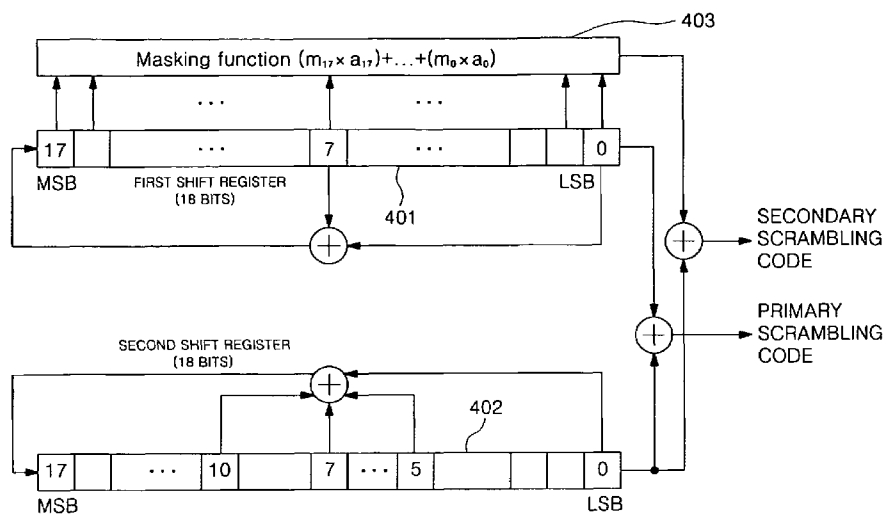 403
Masking function (m₁₇ × a₁₇)+...+(m₀ × a₀)
... ...
17 7 ... 0
MSB FIRST SHIFT REGISTER LSB
(18 BITS)
401
+
+ SECONDARY
SCRAMBLING
CODE
+ PRIMARY
SCRAMBLING
CODE
SECOND SHIFT REGISTER
(18 BITS)
+
402
17 ... 10 7 ... 5 0
MSB LSB